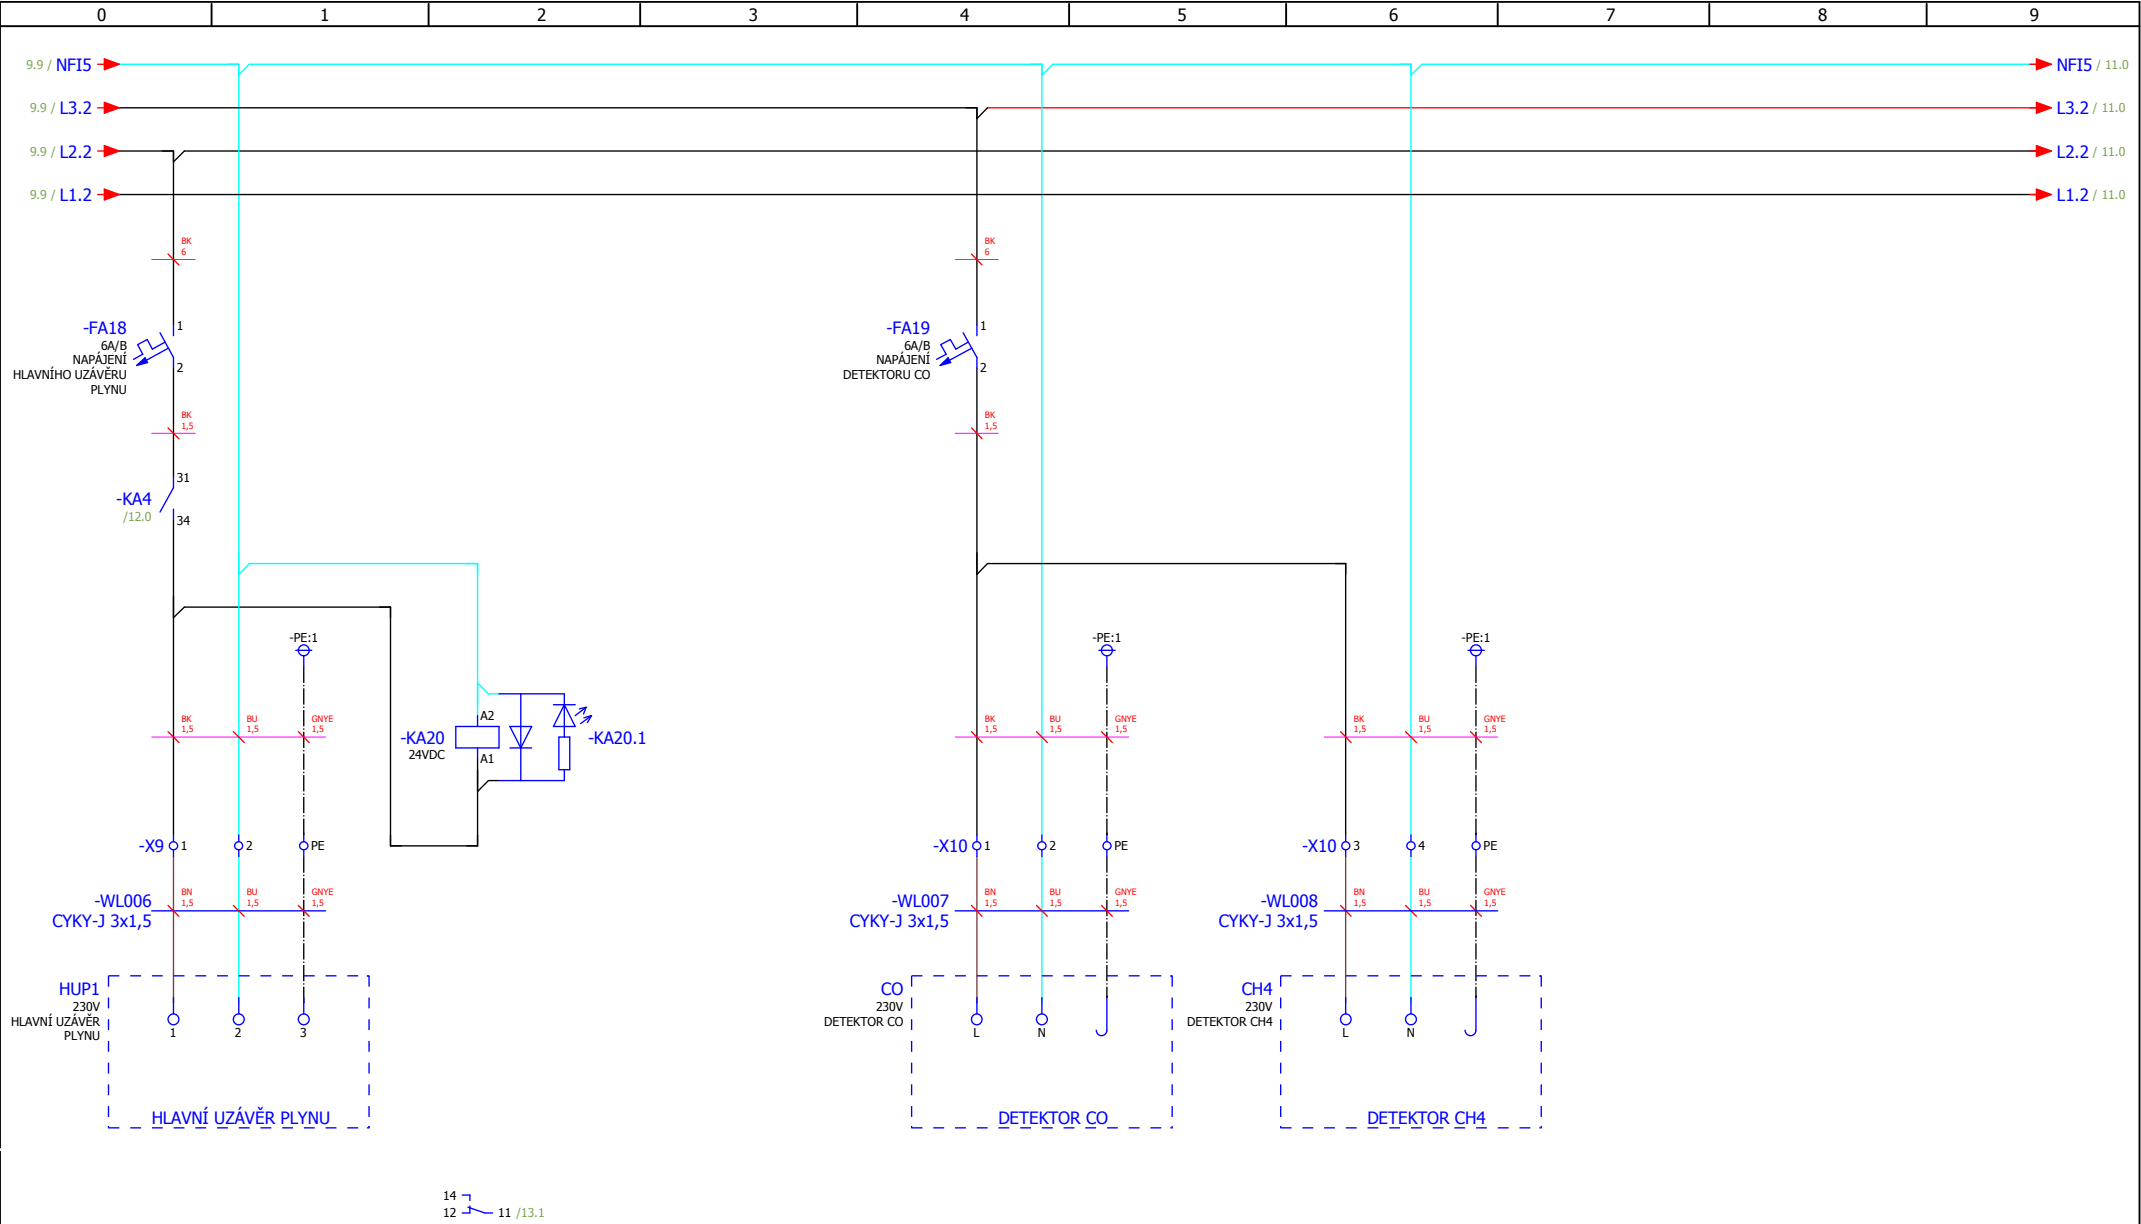 0 1 2 3 4 5 6 7 8 9
9.9 / NFI5
NFI5 / 11.0
9.9 / L3.2
L3.2 / 11.0
9.9 / L2.2
L2.2 / 11.0
9.9 / L1.2
L1.2 / 11.0
BK
6
BK
6
-FA18
6A/B
NAPÁJENÍ
HLAVNÍHO UZÁVĚRU
PLYNU
1
2
-FA19
6A/B
NAPÁJENÍ
DETEKTORU CO
1
2
BK
1,5
BK
1,5
-KA4
/12.0
31
34
-PE:1
-PE:1
-PE:1
BK
1,5
BU
1,5
GNYE
1,5
-KA20
24VDC
A2
A1
-KA20.1
BK
1,5
BU
1,5
GNYE
1,5
BK
1,5
BU
1,5
GNYE
1,5
-X9 1 2 PE
-X10 1 2 PE
-X10 3 4 PE
-WL006
CYKY-J 3x1,5
BN
1,5
BU
1,5
GNYE
1,5
-WL007
CYKY-J 3x1,5
BN
1,5
BU
1,5
GNYE
1,5
-WL008
CYKY-J 3x1,5
BN
1,5
BU
1,5
GNYE
1,5
HUP1
230V
HLAVNÍ UZÁVĚR
PLYNU
1 2 3
HLAVNÍ UZÁVĚR PLYNU
CO
230V
DETEKTOR CO
L N
DETEKTOR CO
CH4
230V
DETEKTOR CH4
L N
DETEKTOR CH4
14
12 11 /13.1